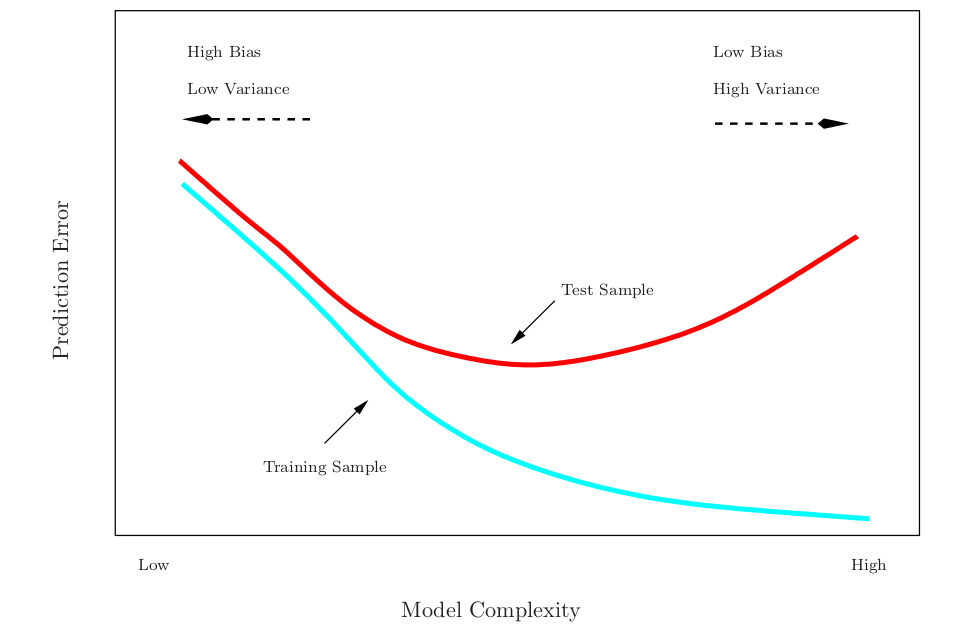 High Bias
Low Variance
Low Bias
High Variance
Prediction Error
Test Sample
Training Sample
Low
High
Model Complexity